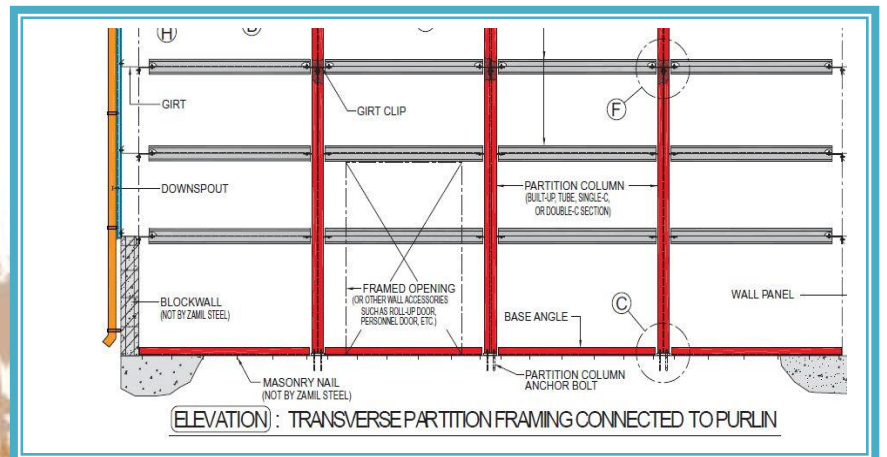 H
GIRT
GIRT CLIP
F
DOWNSPOUT
PARTITION COLUMN
(BUILT-UP, TUBE, SINGLE-C,
OR DOUBLE-C SECTION)
FRAMED OPENING
(OR OTHER WALL ACCESSORIES
SUCH AS ROLL-UP DOOR,
PERSONNEL DOOR, ETC.)
BLOCKWALL
(NOT BY ZAMIL STEEL)
C
WALL PANEL
BASE ANGLE
MASONRY NAIL
(NOT BY ZAMIL STEEL)
PARTITION COLUMN
ANCHOR BOLT
ELEVATION : TRANSVERSE PARTITION FRAMING CONNECTED TO PURLIN